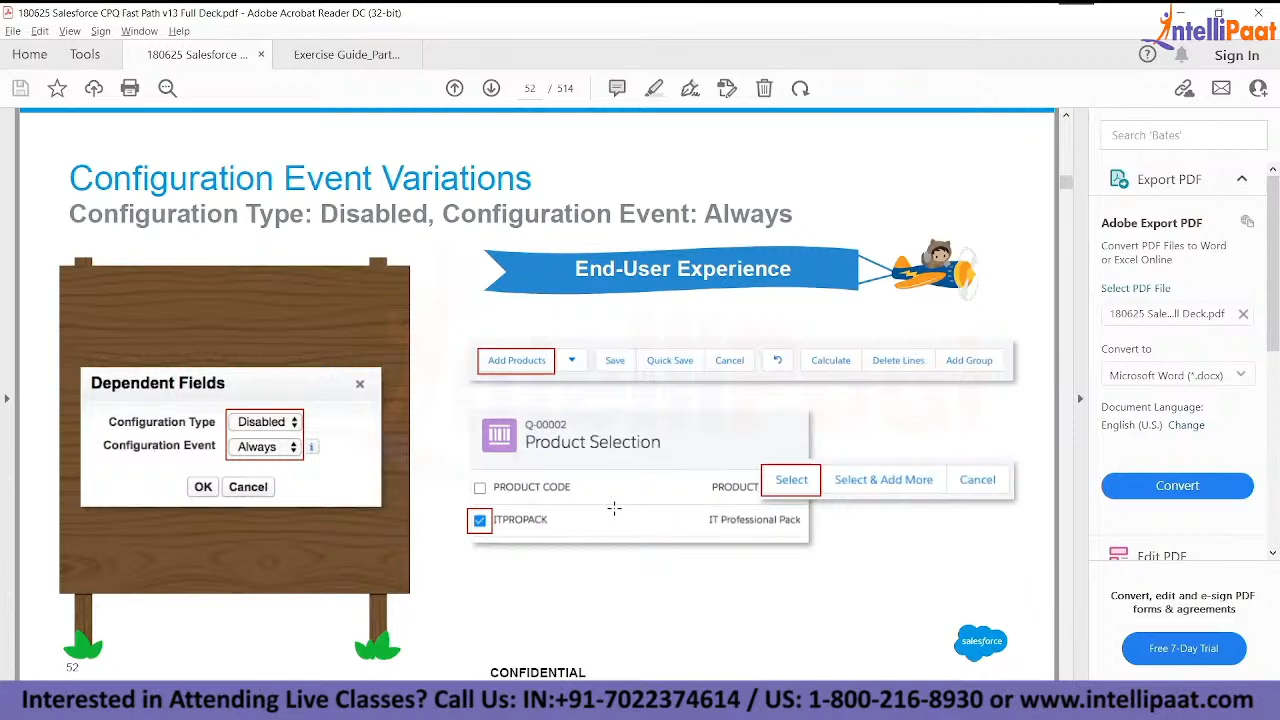 180625 Salesforce CPQ Fast Path v13 Full Deck.pdf - Adobe Acrobat Reader DC (32-bit)
File Edit View Sign Window Help
IntelliPaat
Home Tools 180625 Salesforce ... × Exercise_Guide_Part... Sign In
52 / 514
Search 'Bates'
Export PDF
Adobe Export PDF
Convert PDF Files to Word
or Excel Online
Select PDF File
180625 Sale...ll Deck.pdf
Convert to
Microsoft Word (*.docx)
Document Language:
English (U.S.) Change
Convert
Edit PDF
Convert, edit and e-sign PDF
forms & agreements
Free 7-Day Trial
Configuration Event Variations
Configuration Type: Disabled, Configuration Event: Always
End-User Experience
Dependent Fields ×
Configuration Type Disabled
Configuration Event Always i
OK Cancel
Add Products Save Quick Save Cancel Calculate Delete Lines Add Group
Q-00002
Product Selection
PRODUCT CODE PRODUCT
Select Select & Add More Cancel
ITPROPACK IT Professional Pack
salesforce
52
CONFIDENTIAL
Interested in Attending Live Classes? Call Us: IN:+91-7022374614 / US: 1-800-216-8930 or www.intellipaat.com